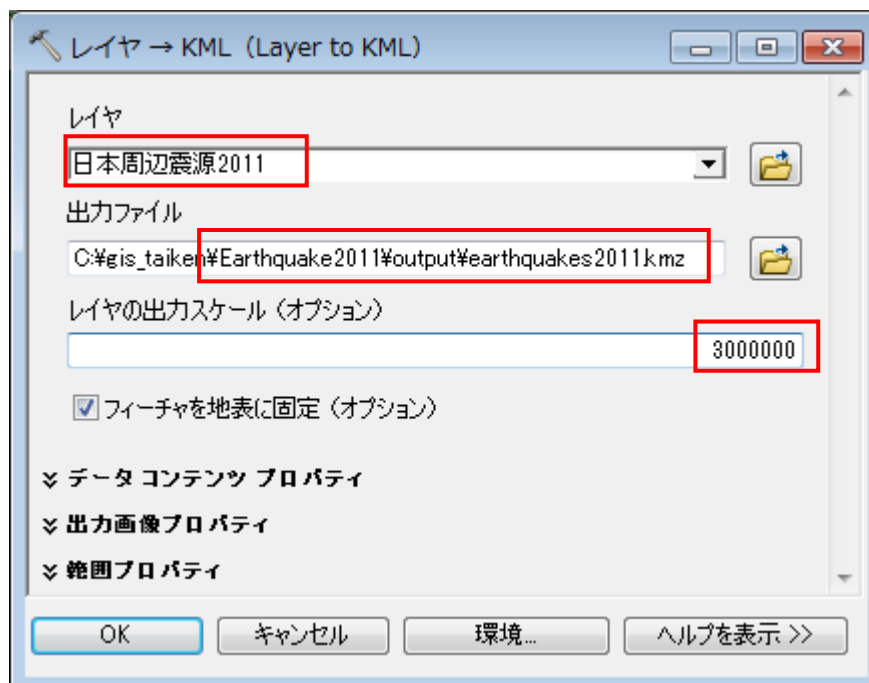 レイヤ → KML (Layer to KML)
レイヤ
日本周辺震源2011
出力ファイル
C:¥gis_taiken¥Earthquake2011¥output¥earthquakes2011.kmz
レイヤの出力スケール (オプション)
3000000
フィーチャを地表に固定 (オプション)
データ コンテンツ プロパティ
出力画像プロパティ
範囲プロパティ
OK
キャンセル
環境...
ヘルプを表示 >>